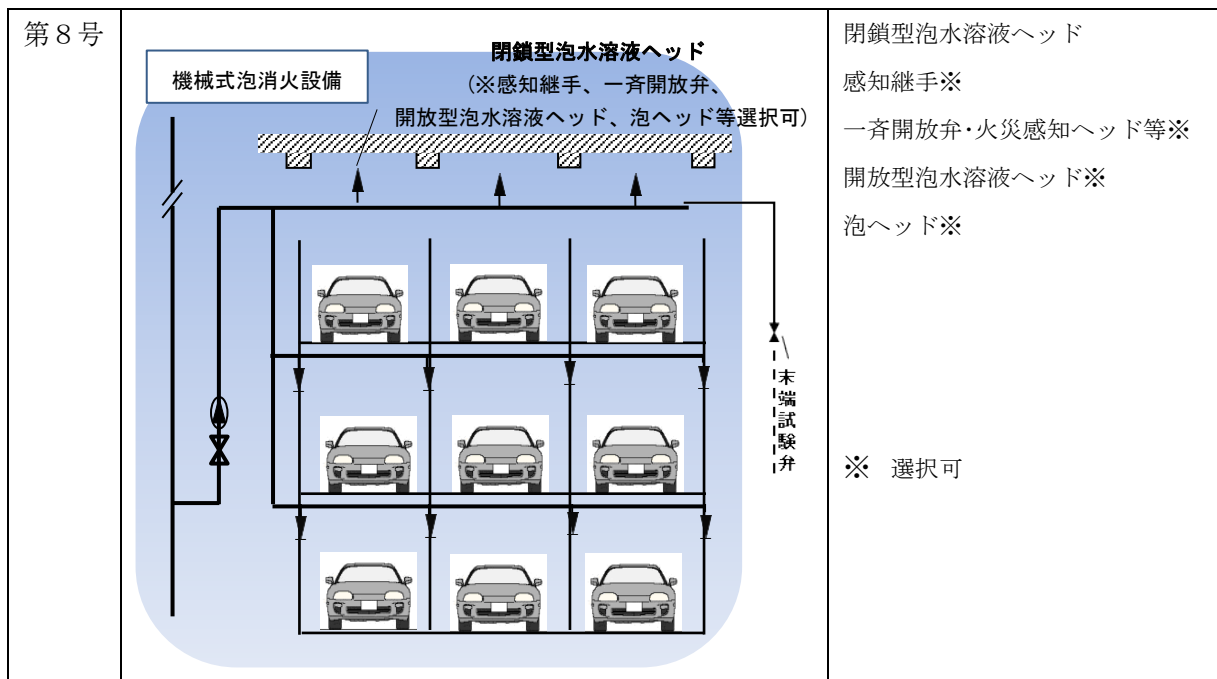 第８号
機械式泡消火設備
閉鎖型泡水溶液ヘッド
(※感知継手、一斉開放弁、
開放型泡水溶液ヘッド、泡ヘッド等選択可)
末端試験弁
閉鎖型泡水溶液ヘッド
感知継手※
一斉開放弁・火災感知ヘッド等※
開放型泡水溶液ヘッド※
泡ヘッド※
※　選択可